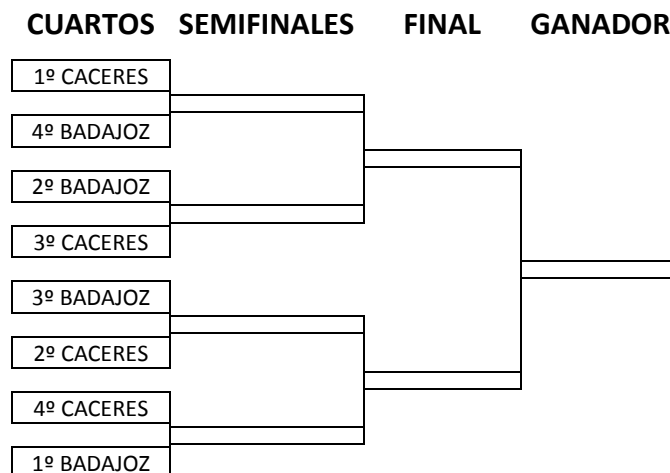 CUARTOS SEMIFINALES FINAL GANADOR
1º CACERES
4º BADAJOZ
2º BADAJOZ
3º CACERES
3º BADAJOZ
2º CACERES
4º CACERES
1º BADAJOZ